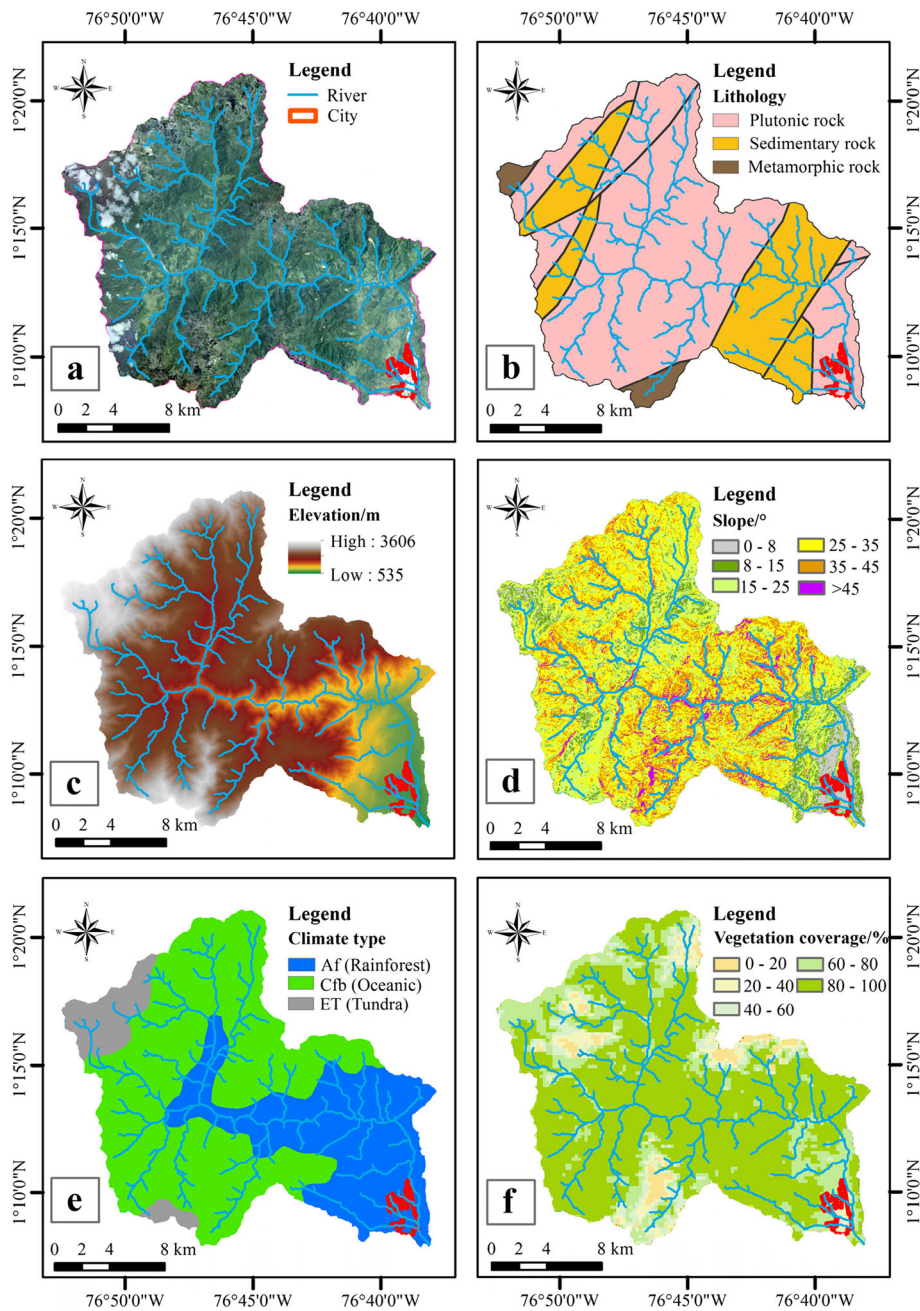 76°50'0"W 76°45'0"W 76°40'0"W 76°50'0"W 76°45'0"W 76°40'0"W
N
W E
S
Legend
River
City
1°20'0"N
1°15'0"N
1°10'0"N
a
0 2 4 8 km
N
W E
S
Legend
Lithology
Plutonic rock
Sedimentary rock
Metamorphic rock
1°20'0"N
1°15'0"N
1°10'0"N
b
0 2 4 8 km
N
W E
S
Legend
Elevation/m
High : 3606
Low : 535
1°20'0"N
1°15'0"N
1°10'0"N
c
0 2 4 8 km
N
W E
S
Legend
Slope/°
0 - 8 25 - 35
8 - 15 35 - 45
15 - 25 >45
1°20'0"N
1°15'0"N
1°10'0"N
d
0 2 4 8 km
N
W E
S
Legend
Climate type
Af (Rainforest)
Cfb (Oceanic)
ET (Tundra)
1°20'0"N
1°15'0"N
1°10'0"N
e
0 2 4 8 km
N
W E
S
Legend
Vegetation coverage/%
0 - 20 60 - 80
20 - 40 80 - 100
40 - 60
1°20'0"N
1°15'0"N
1°10'0"N
f
0 2 4 8 km
76°50'0"W 76°45'0"W 76°40'0"W 76°50'0"W 76°45'0"W 76°40'0"W